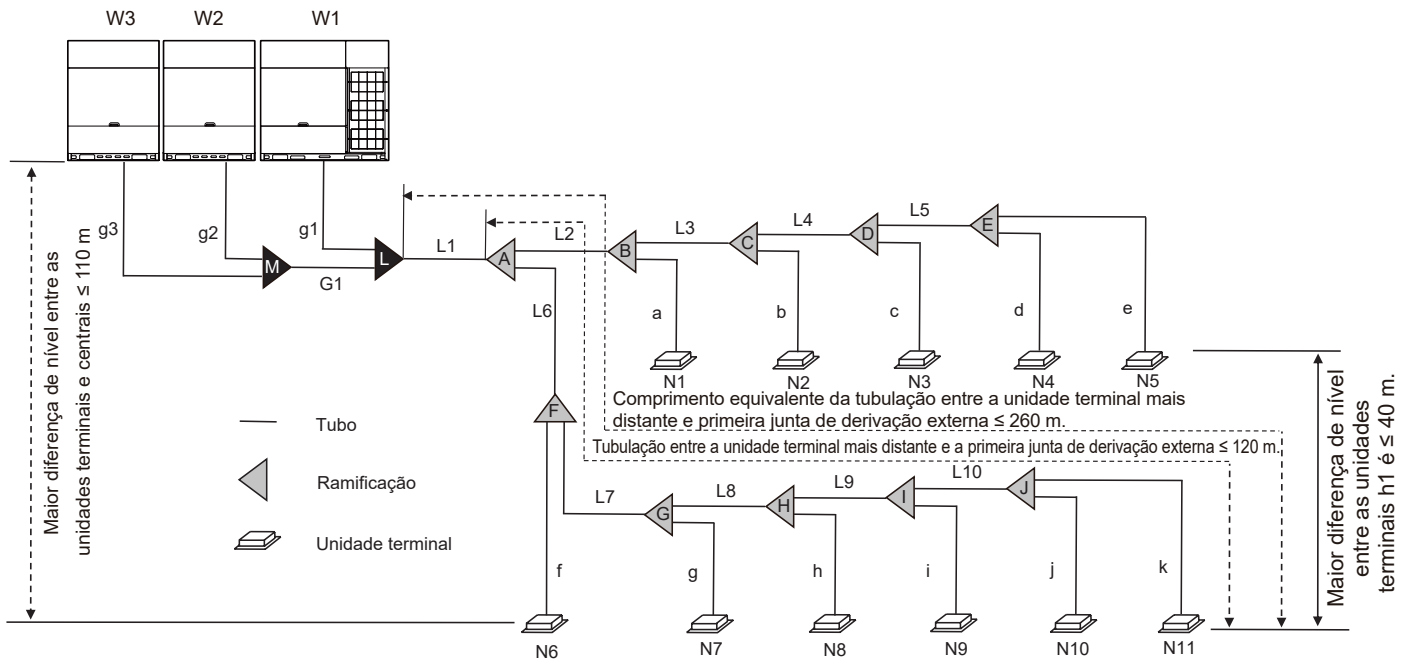 W3
W2
W1
g3
g2
g1
M
L
G1
L1
A
L2
B
L3
C
L4
D
L5
E
L6
a
b
c
d
e
N1
N2
N3
N4
N5
Maior diferença de nível entre as
unidades terminais e centrais ≤ 110 m
Comprimento equivalente da tubulação entre a unidade terminal mais
distante e primeira junta de derivação externa ≤ 260 m.
Tubulação entre a unidade terminal mais distante e a primeira junta de derivação externa ≤ 120 m.
Maior diferença de nível
entre as unidades
terminais h1 é ≤ 40 m.
Tubo
Ramificação
Unidade terminal
F
L7
G
L8
H
L9
I
L10
J
f
g
h
i
j
k
N6
N7
N8
N9
N10
N11